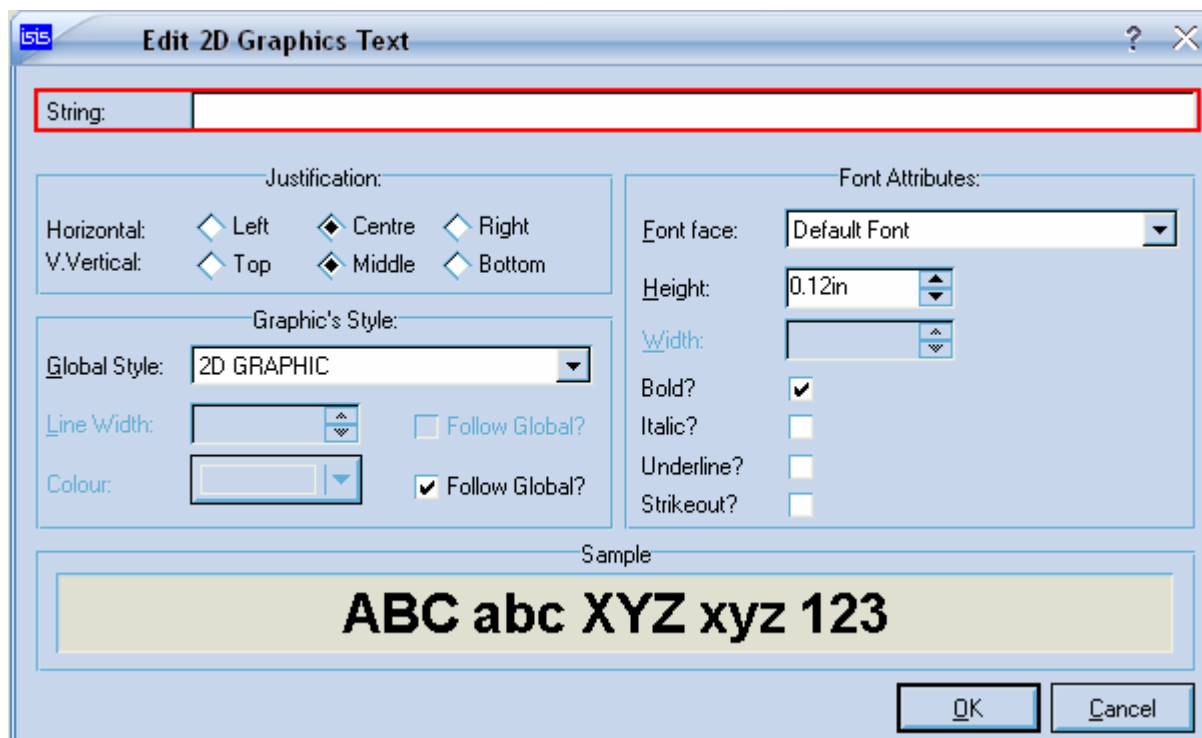 isis Edit 2D Graphics Text ?
String:
Justification:
Horizontal: Left Centre Right
V.Vertical: Top Middle Bottom
Graphic's Style:
Global Style: 2D GRAPHIC
Line Width: Follow Global?
Colour: Follow Global?
Font Attributes:
Font face: Default Font
Height: 0.12in
Width:
Bold?
Italic?
Underline?
Strikeout?
Sample
ABC abc XYZ xyz 123
OK Cancel